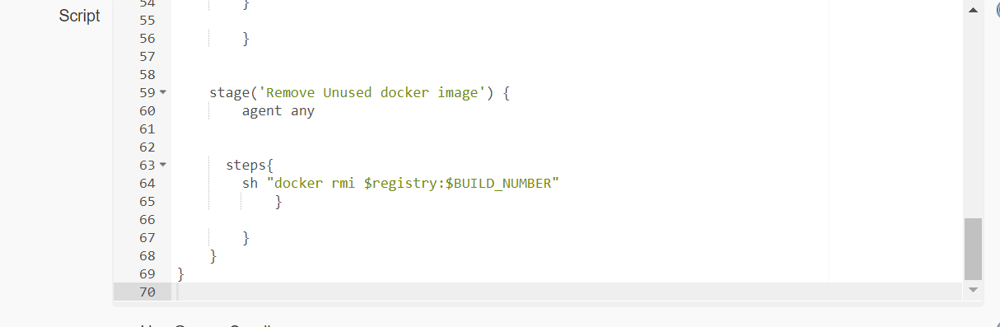 Script
54 }
55
56 }
57
58
59 stage('Remove Unused docker image') {
60 agent any
61
62
63 steps{
64 sh "docker rmi $registry:$BUILD_NUMBER"
65 }
66
67 }
68 }
69 }
70